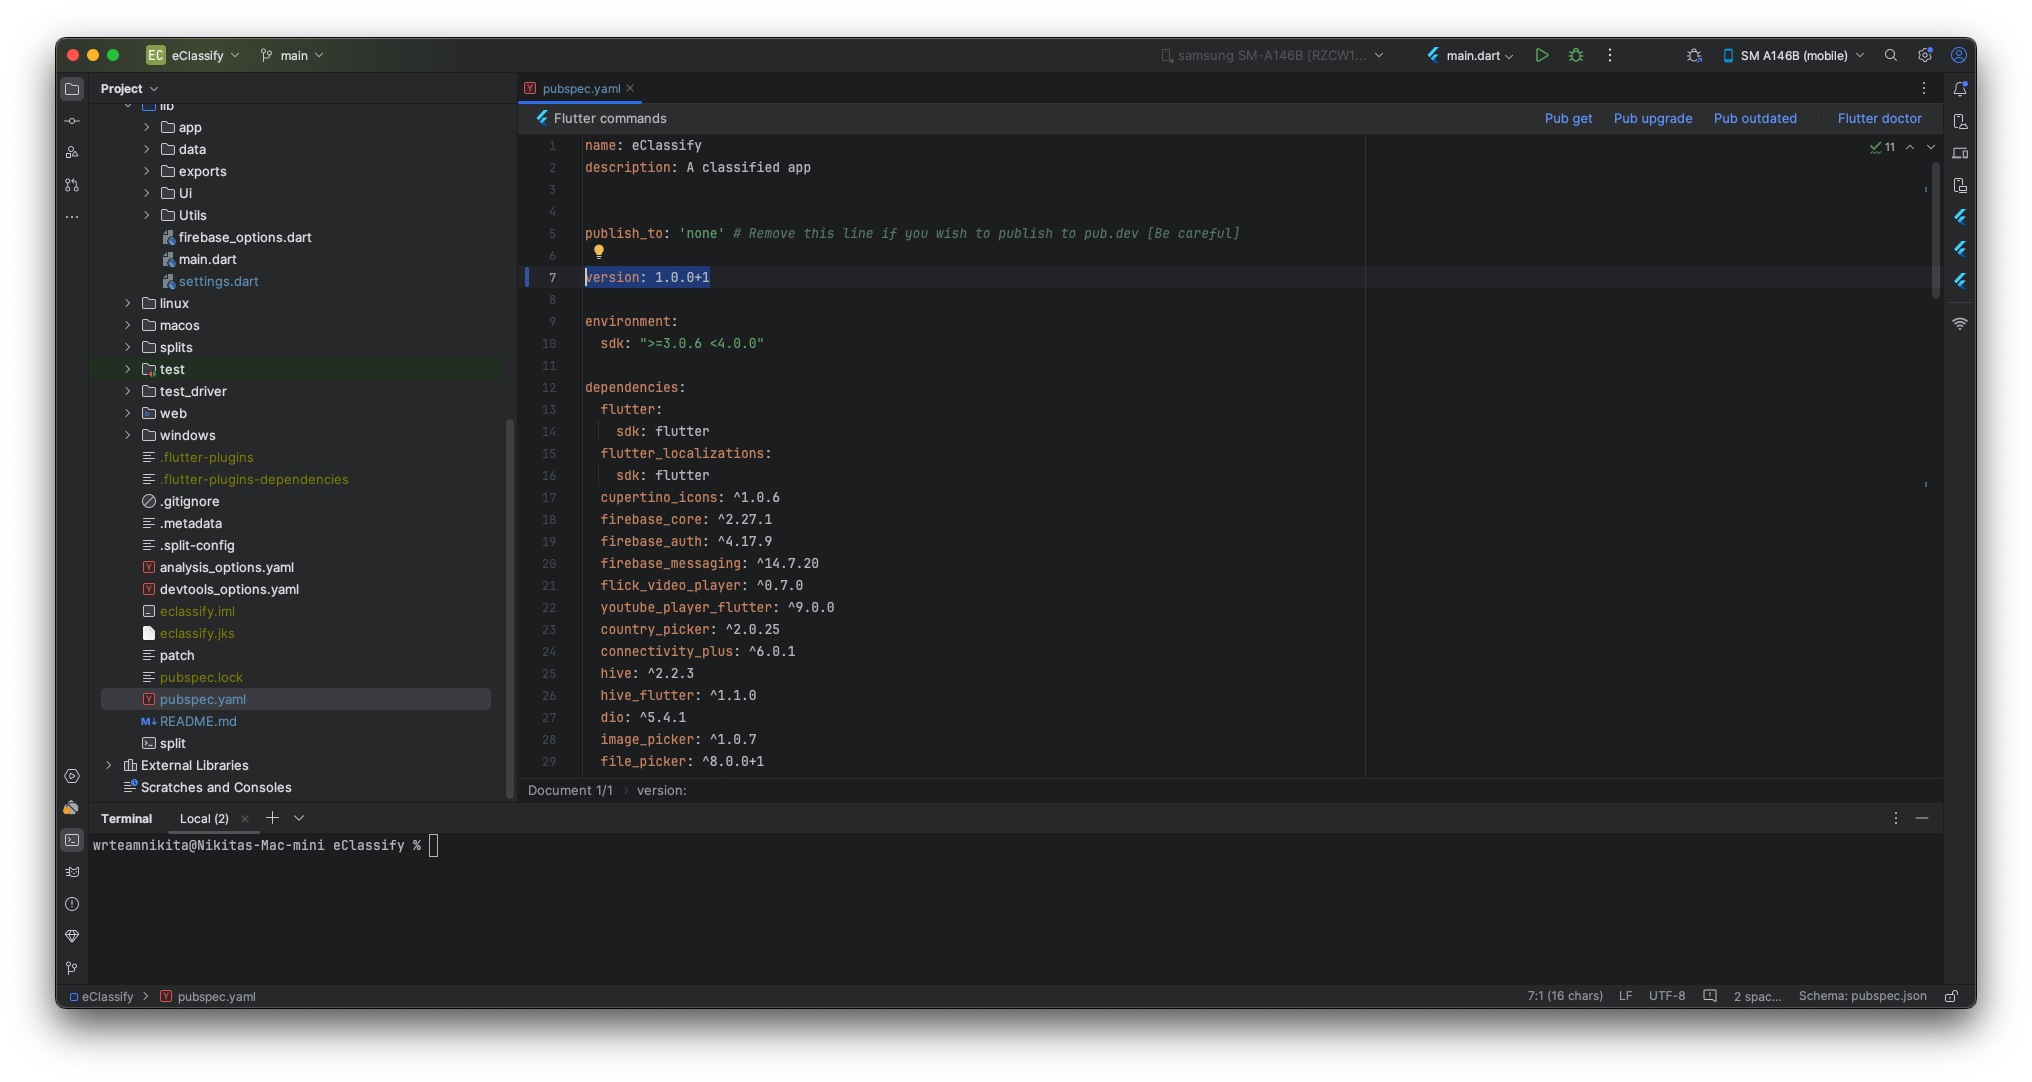 EC eClassify main samsung SM-A146B [RZCW1... main.dart SM A146B (mobile)
Project
lib
app
data
exports
Ui
Utils
firebase_options.dart
main.dart
settings.dart
linux
macos
splits
test
test_driver
web
windows
.flutter-plugins
.flutter-plugins-dependencies
.gitignore
.metadata
.split-config
analysis_options.yaml
devtools_options.yaml
eclassify.iml
eclassify.jks
patch
pubspec.lock
pubspec.yaml
README.md
split
External Libraries
Scratches and Consoles
pubspec.yaml
Flutter commands Pub get Pub upgrade Pub outdated Flutter doctor
11
1 name: eClassify
2 description: A classified app
3
4
5 publish_to: 'none' # Remove this line if you wish to publish to pub.dev [Be careful]
6
7 version: 1.0.0+1
8
9 environment:
10 sdk: ">=3.0.6 <4.0.0"
11
12 dependencies:
13 flutter:
14 sdk: flutter
15 flutter_localizations:
16 sdk: flutter
17 cupertino_icons: ^1.0.6
18 firebase_core: ^2.27.1
19 firebase_auth: ^4.17.9
20 firebase_messaging: ^14.7.20
21 flick_video_player: ^0.7.0
22 youtube_player_flutter: ^9.0.0
23 country_picker: ^2.0.25
24 connectivity_plus: ^6.0.1
25 hive: ^2.2.3
26 hive_flutter: ^1.1.0
27 dio: ^5.4.1
28 image_picker: ^1.0.7
29 file_picker: ^8.0.0+1
Document 1/1 › version:
Terminal Local (2)
wrteamnikita@Nikitas-Mac-mini eClassify %
eClassify > pubspec.yaml 7:1 (16 chars) LF UTF-8 2 spac... Schema: pubspec.json